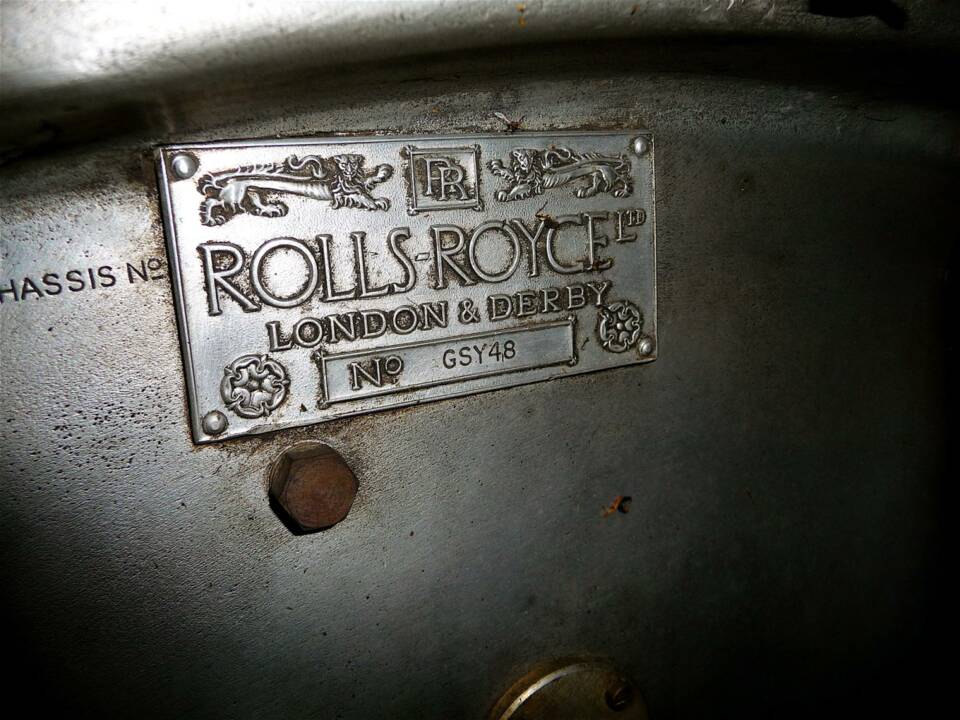 RR
ROLLS-ROYCE LTD
LONDON & DERBY
HASSIS Nº
Nº GSY48